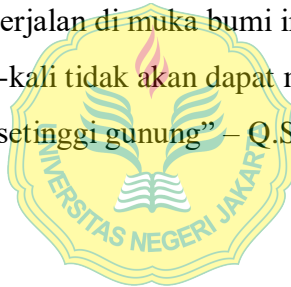 erjalan di muka bumi i
-kali tidak akan dapat
setinggi gunung” – Q.S
UNIVERSITAS NEGERI JAKARTA